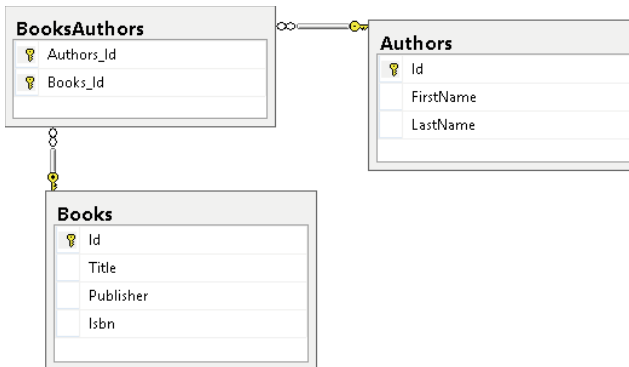 BooksAuthors
Authors_Id
Books_Id
Authors
Id
FirstName
LastName
Books
Id
Title
Publisher
Isbn